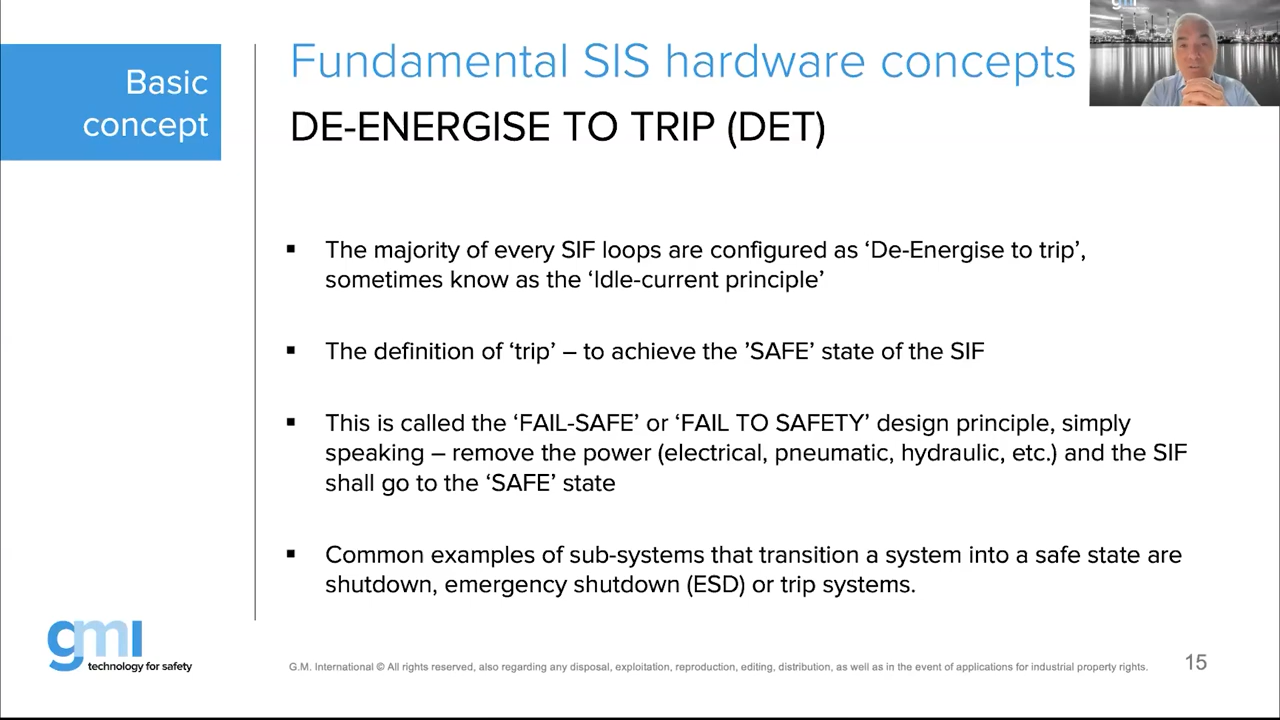 gmi
Basic
concept
Fundamental SIS hardware concepts
DE-ENERGISE TO TRIP (DET)
▪ The majority of every SIF loops are configured as ‘De-Energise to trip’,
sometimes know as the ‘Idle-current principle’
▪ The definition of ‘trip’ – to achieve the ’SAFE’ state of the SIF
▪ This is called the ‘FAIL-SAFE’ or ‘FAIL TO SAFETY’ design principle, simply
speaking – remove the power (electrical, pneumatic, hydraulic, etc.) and the SIF
shall go to the ‘SAFE’ state
▪ Common examples of sub-systems that transition a system into a safe state are
shutdown, emergency shutdown (ESD) or trip systems.
gmi
technology for safety
G.M. International © All rights reserved, also regarding any disposal, exploitation, reproduction, editing, distribution, as well as in the event of applications for industrial property rights.
15